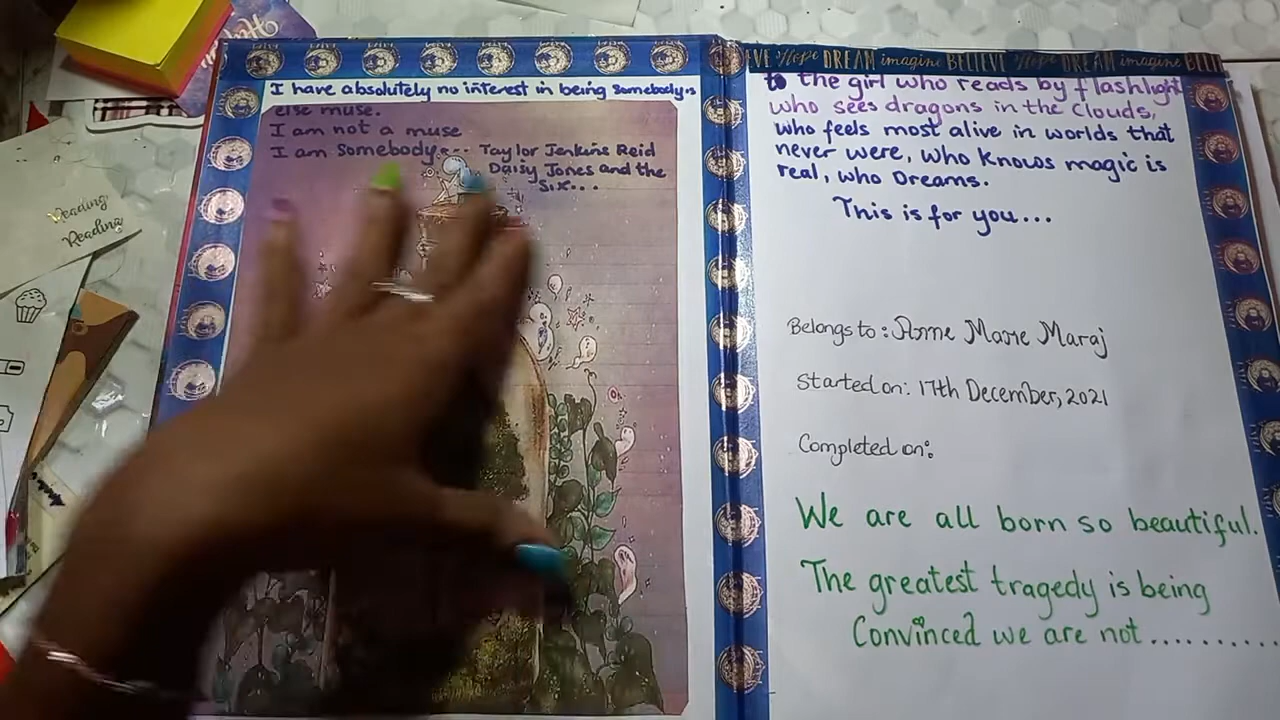 I have absolutely no interest in being somebody's
else muse.
I am not a muse
I am Somebody... Taylor Jenkins Reid
Daisy Jones and the
Six...
Reading
Reading
EVE Hope DREAM imagine BELIEVE Hope DREAM imagine BELI
to the girl who reads by flashlight
who sees dragons in the clouds,
who feels most alive in worlds that
never were, who knows magic is
real, who Dreams.
This is for you...
Belongs to: Anne Marie Maraj
Started on: 17th December, 2021
Completed on:
We are all born so beautiful.
The greatest tragedy is being
Convinced we are not..........